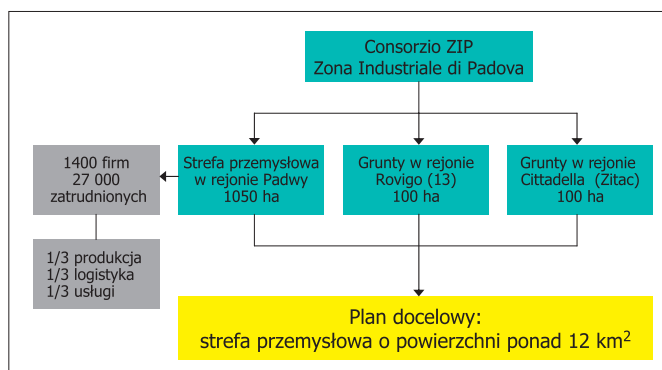 Consorzio ZIP
Zona Industriale di Padova
1400 firm
27 000
zatrudnionych
Strefa przemysłowa
w rejonie Padwy
1050 ha
Grunty w rejonie
Rovigo (13)
100 ha
Grunty w rejonie
Cittadella (Zitac)
100 ha
1/3 produkcja
1/3 logistyka
1/3 usługi
Plan docelowy:
strefa przemysłowa o powierzchni ponad 12 km²